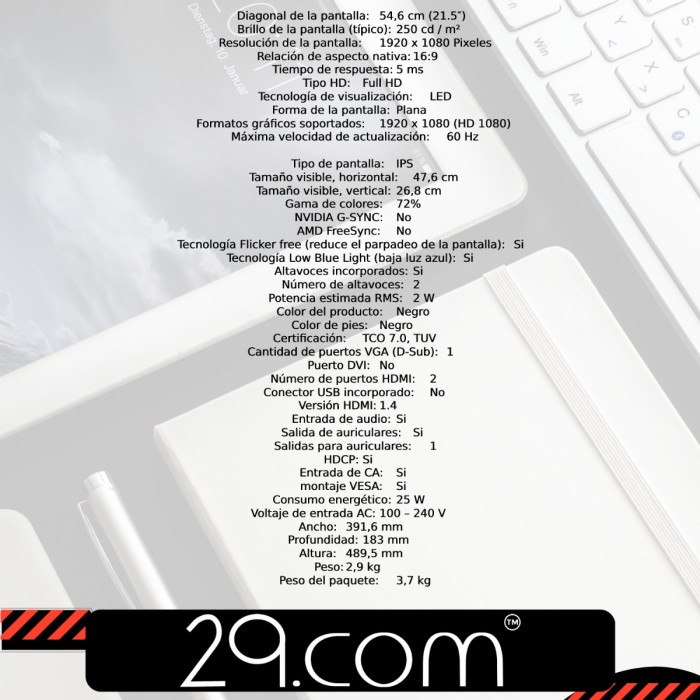 Dienstag, 10. Januar
Win
Alt
Y
X
Diagonal de la pantalla: 54,6 cm (21.5")
Brillo de la pantalla (típico): 250 cd / m²
Resolución de la pantalla: 1920 x 1080 Pixeles
Relación de aspecto nativa: 16:9
Tiempo de respuesta: 5 ms
Tipo HD: Full HD
Tecnología de visualización: LED
Forma de la pantalla: Plana
Formatos gráficos soportados: 1920 x 1080 (HD 1080)
Máxima velocidad de actualización: 60 Hz
Tipo de pantalla: IPS
Tamaño visible, horizontal: 47,6 cm
Tamaño visible, vertical: 26,8 cm
Gama de colores: 72%
NVIDIA G-SYNC: No
AMD FreeSync: No
Tecnología Flicker free (reduce el parpadeo de la pantalla): Si
Tecnología Low Blue Light (baja luz azul): Si
Altavoces incorporados: Si
Número de altavoces: 2
Potencia estimada RMS: 2 W
Color del producto: Negro
Color de pies: Negro
Certificación: TCO 7.0, TUV
Cantidad de puertos VGA (D-Sub): 1
Puerto DVI: No
Número de puertos HDMI: 2
Conector USB incorporado: No
Versión HDMI: 1.4
Entrada de audio: Si
Salida de auriculares: Si
Salidas para auriculares: 1
HDCP: Si
Entrada de CA: Si
montaje VESA: Si
Consumo energético: 25 W
Voltaje de entrada AC: 100 – 240 V
Ancho: 391,6 mm
Profundidad: 183 mm
Altura: 489,5 mm
Peso: 2,9 kg
Peso del paquete: 3,7 kg
29.com™